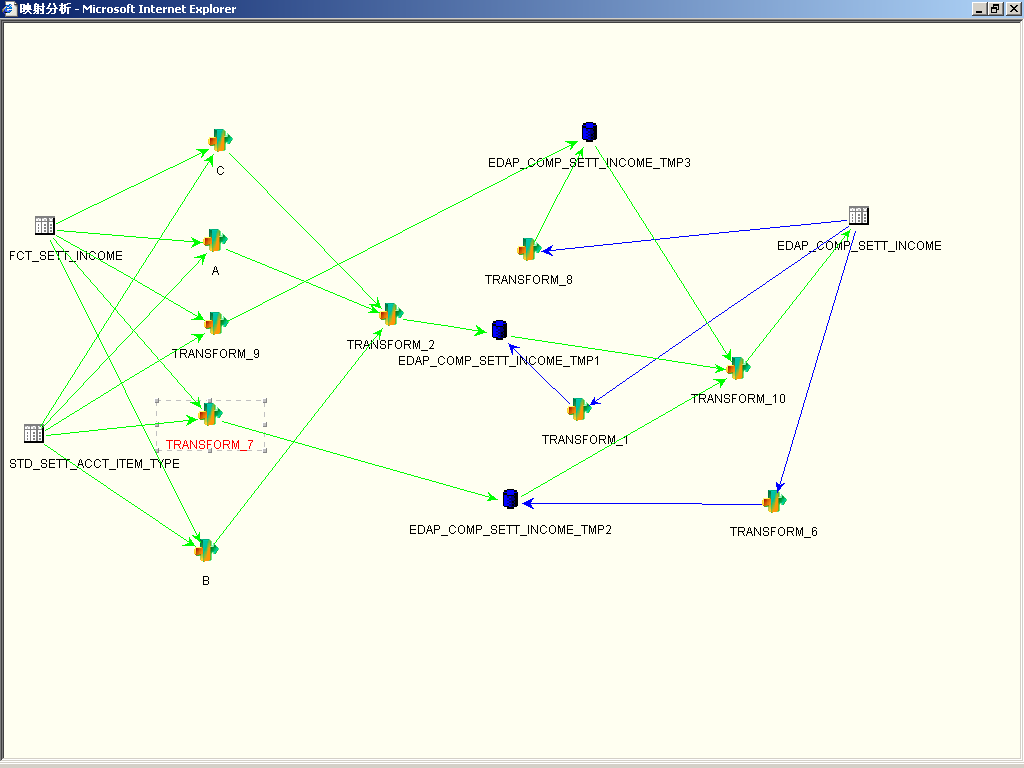 映射分析 - Microsoft Internet Explorer
EDAP_COMP_SETT_INCOME_TMP3
C
FCT_SETT_INCOME
EDAP_COMP_SETT_INCOME
A
TRANSFORM_8
TRANSFORM_9
TRANSFORM_2
EDAP_COMP_SETT_INCOME_TMP1
TRANSFORM_10
TRANSFORM_1
TRANSFORM_7
STD_SETT_ACCT_ITEM_TYPE
EDAP_COMP_SETT_INCOME_TMP2
TRANSFORM_6
B